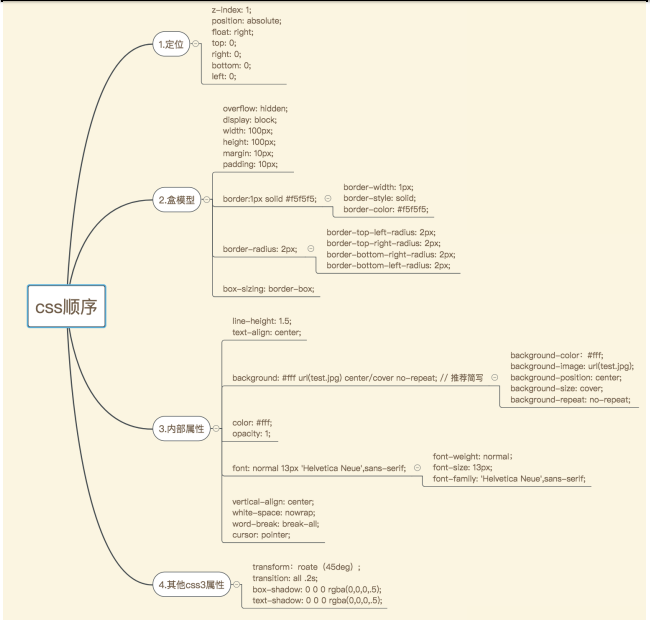 css顺序
1.定位
z-index: 1;
position: absolute;
float: right;
top: 0;
right: 0;
bottom: 0;
left: 0;
2.盒模型
overflow: hidden;
display: block;
width: 100px;
height: 100px;
margin: 10px;
padding: 10px;
border:1px solid #f5f5f5;
border-width: 1px;
border-style: solid;
border-color: #f5f5f5;
border-radius: 2px;
border-top-left-radius: 2px;
border-top-right-radius: 2px;
border-bottom-right-radius: 2px;
border-bottom-left-radius: 2px;
box-sizing: border-box;
3.内部属性
line-height: 1.5;
text-align: center;
background: #fff url(test.jpg) center/cover no-repeat; // 推荐简写
background-color：#fff;
background-image: url(test.jpg);
background-position: center;
background-size: cover;
background-repeat: no-repeat;
color: #fff;
opacity: 1;
font: normal 13px 'Helvetica Neue',sans-serif;
font-weight: normal；
font-size: 13px;
font-family: 'Helvetica Neue',sans-serif;
vertical-align: center;
white-space: nowrap;
word-break: break-all;
cursor: pointer;
4.其他css3属性
transform：roate（45deg）;
transition: all .2s;
box-shadow: 0 0 0 rgba(0,0,0,.5);
text-shadow: 0 0 0 rgba(0,0,0,.5);